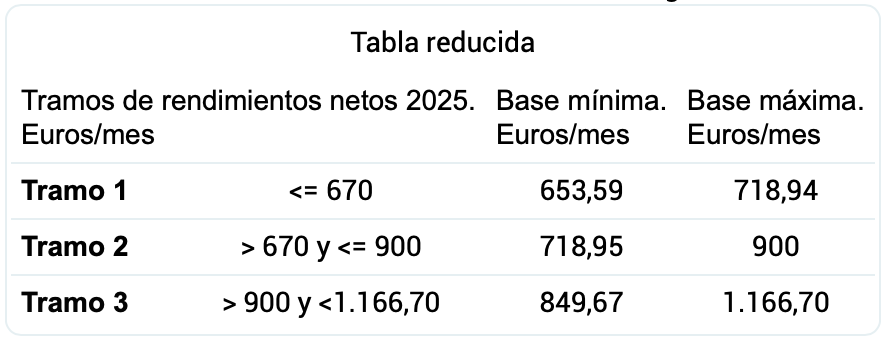 Tabla reducida
Tramos de rendimientos netos 2025. Base mínima. Base máxima.
Euros/mes Euros/mes Euros/mes
Tramo 1 <= 670 653,59 718,94
Tramo 2 > 670 y <= 900 718,95 900
Tramo 3 > 900 y <1.166,70 849,67 1.166,70